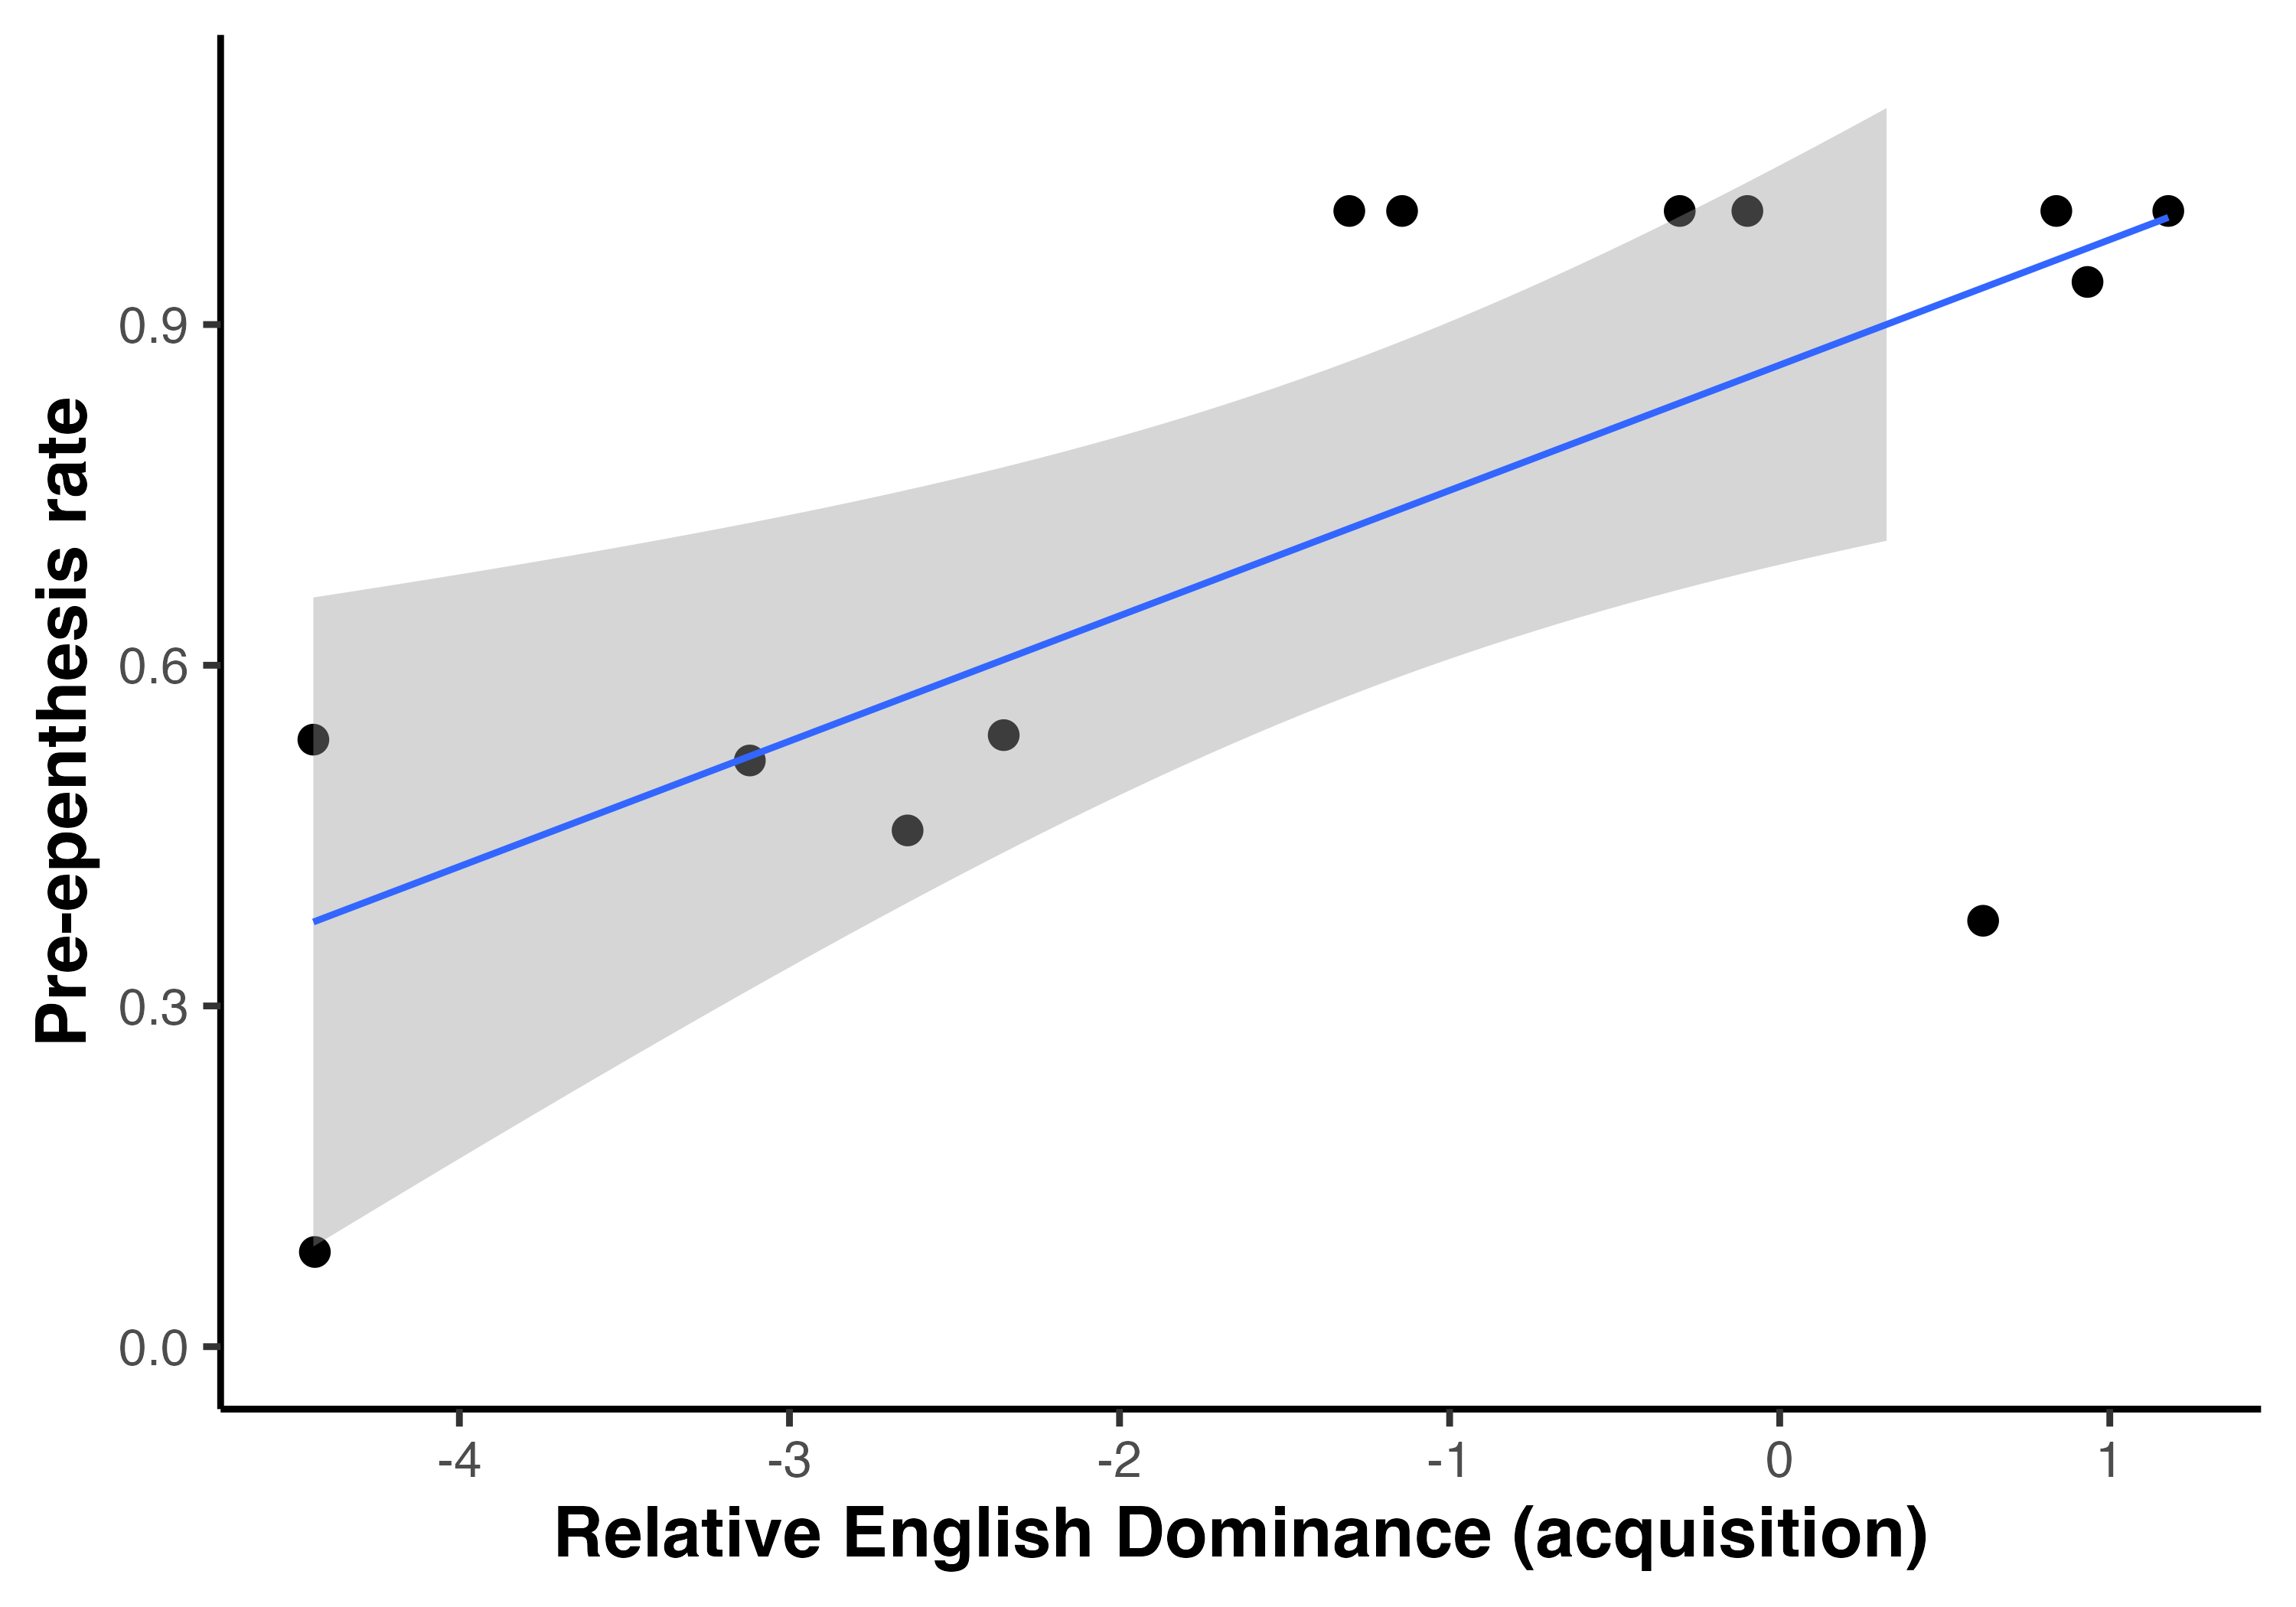 Pre-epenthesis rate
0.9
0.6
0.3
0.0
-4 -3 -2 -1 0 1
Relative English Dominance (acquisition)